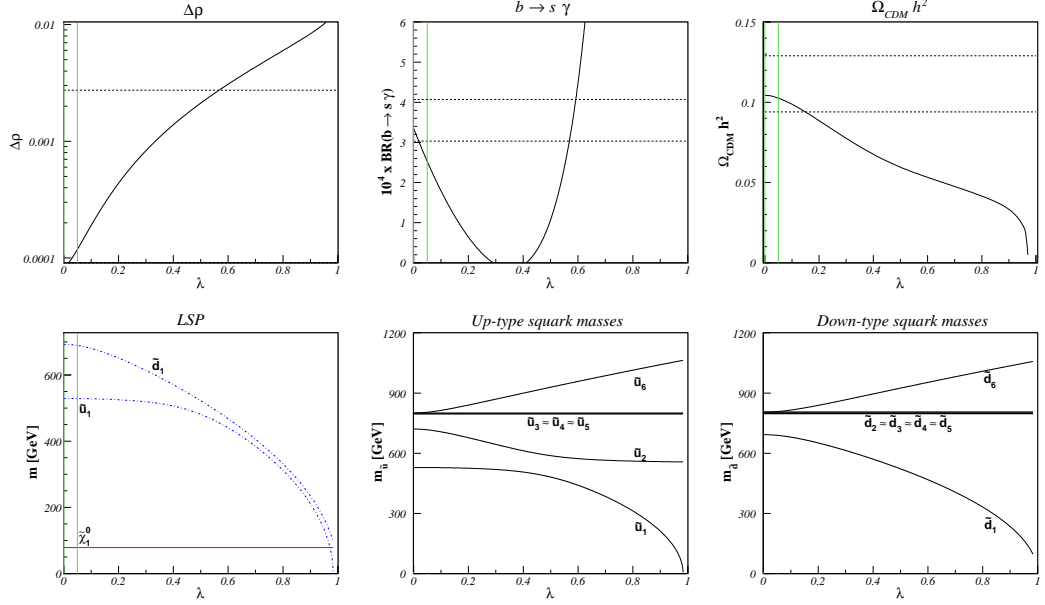 Δρ
0.01
0.001
0.0001
Δρ
0 0.2 0.4 0.6 0.8 1
λ
b → s γ
6
5
4
3
2
1
0
10⁴ x BR(b → s γ)
0 0.2 0.4 0.6 0.8 1
λ
Ω_CDM h²
0.15
0.1
0.05
0
Ω_CDM h²
0 0.2 0.4 0.6 0.8 1
λ
LSP
600
400
200
0
m [GeV]
d̃₁
ũ₁
χ̃₁⁰
0 0.2 0.4 0.6 0.8 1
λ
Up-type squark masses
1200
900
600
300
0
m_ũ [GeV]
ũ₆
ũ₃ ≈ ũ₄ ≈ ũ₅
ũ₂
ũ₁
0 0.2 0.4 0.6 0.8 1
λ
Down-type squark masses
1200
900
600
300
0
m_d̃ [GeV]
d̃₆
d̃₂ ≈ d̃₃ ≈ d̃₄ ≈ d̃₅
d̃₁
0 0.2 0.4 0.6 0.8 1
λ